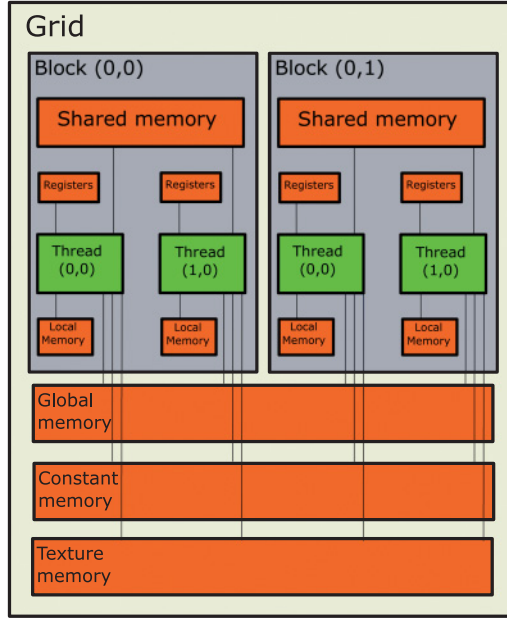 Grid
Block (0,0)
Shared memory
Registers
Registers
Thread
(0,0)
Thread
(1,0)
Local
Memory
Local
Memory
Block (0,1)
Shared memory
Registers
Registers
Thread
(0,0)
Thread
(1,0)
Local
Memory
Local
Memory
Global
memory
Constant
memory
Texture
memory